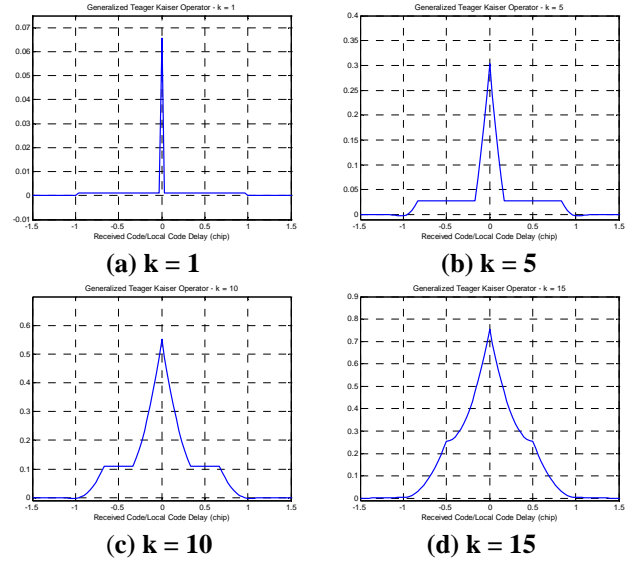 Generalized Teager Kaiser Operator - k = 1
0.07
0.06
0.05
0.04
0.03
0.02
0.01
0
-0.01
-1.5 -1 -0.5 0 0.5 1 1.5
Received Code/Local Code Delay (chip)
(a) k = 1
Generalized Teager Kaiser Operator - k = 5
0.4
0.35
0.3
0.25
0.2
0.15
0.1
0.05
0
-1.5 -1 -0.5 0 0.5 1 1.5
Received Code/Local Code Delay (chip)
(b) k = 5
Generalized Teager Kaiser Operator - k = 10
0.6
0.5
0.4
0.3
0.2
0.1
0
-1.5 -1 -0.5 0 0.5 1 1.5
Received Code/Local Code Delay (chip)
(c) k = 10
Generalized Teager Kaiser Operator - k = 15
0.9
0.8
0.7
0.6
0.5
0.4
0.3
0.2
0.1
0
-1.5 -1 -0.5 0 0.5 1 1.5
Received Code/Local Code Delay (chip)
(d) k = 15